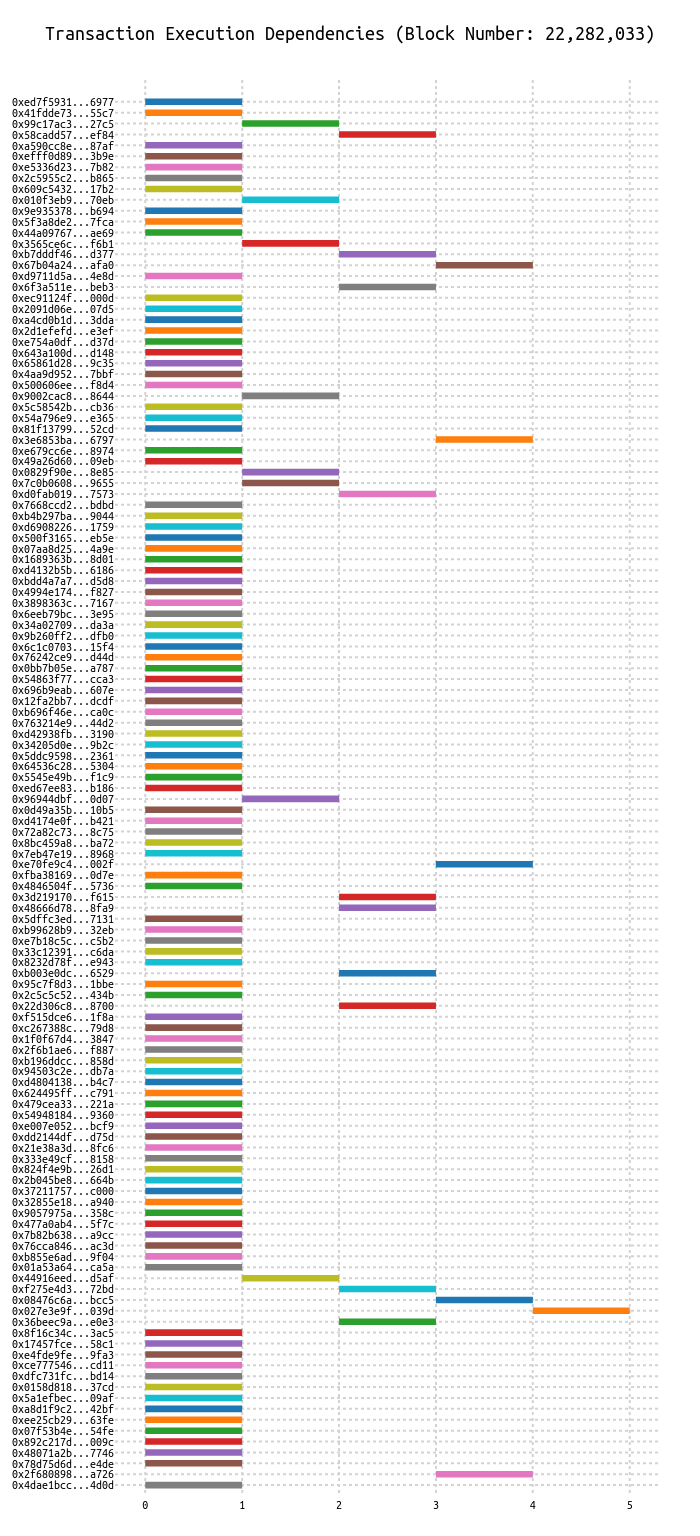 Transaction Execution Dependencies (Block Number: 22,282,033)
0xed7f5931...6977
0x41fdde73...55c7
0x99c17ac3...27c5
0x58cadd57...ef84
0xa590cc8e...87af
0xefff0d89...3b9e
0xe5336d23...7b82
0x2c5955c2...b865
0x609c5432...17b2
0x010f3eb9...70eb
0x9e935378...b694
0x5f3a8de2...7fca
0x44a09767...ae69
0x3565ce6c...f6b1
0xb7dddf46...d377
0x67b04a24...afa0
0xd9711d5a...4e8d
0x6f3a511e...beb3
0xec91124f...000d
0x2091d06e...07d5
0xa4cd0b1d...3dda
0x2d1efefd...e3ef
0xe754a0df...d37d
0x643a100d...d148
0x65861d28...9c35
0x4aa9d952...7bbf
0x500606ee...f8d4
0x9002cac8...8644
0x5c58542b...cb36
0x54a796e9...e365
0x81f13799...52cd
0x3e6853ba...6797
0xe679cc6e...8974
0x49a26d60...09eb
0x0829f90e...8e85
0x7c0b0608...9655
0xd0fab019...7573
0x7668ccd2...bdbd
0xb4b297ba...9044
0xd6908226...1759
0x500f3165...eb5e
0x07aa8d25...4a9e
0x1689363b...8d01
0xd4132b5b...6186
0xbdd4a7a7...d5d8
0x4994e174...f827
0x3898363c...7167
0x6eeb79bc...3e95
0x34a02709...da3a
0x9b260ff2...dfb0
0x6c1c0703...15f4
0x76242ce9...d44d
0x0bb7b05e...a787
0x54863f77...cca3
0x696b9eab...607e
0x12fa2bb7...dcdf
0xb696f46e...ca0c
0x763214e9...44d2
0xd42938fb...3190
0x34205d0e...9b2c
0x5ddc9598...2361
0x64536c28...5304
0x5545e49b...f1c9
0xed67ee83...b186
0x96944dbf...0d07
0x0d49a35b...10b5
0xd4174e0f...b421
0x72a82c73...8c75
0x8bc459a8...ba72
0x7eb47e19...8968
0xe70fe9c4...002f
0xfba38169...0d7e
0x4846504f...5736
0x3d219170...f615
0x48666d78...8fa9
0x5dffc3ed...7131
0xb99628b9...32eb
0xe7b18c5c...c5b2
0x33c12391...c6da
0x8232d78f...e943
0xb003e0dc...6529
0x95c7f8d3...1bbe
0x2c5c5c52...434b
0x22d306c8...8700
0xf515dce6...1f8a
0xc267388c...79d8
0x1f0f67d4...3847
0x2f6b1ae6...f887
0xb196ddcc...858d
0x94503c2e...db7a
0xd4804138...b4c7
0x624495ff...c791
0x479cea33...221a
0x54948184...9360
0xe007e052...bcf9
0xdd2144df...d75d
0x21e38a3d...8fc6
0x333e49cf...8158
0x824f4e9b...26d1
0x2b045be8...664b
0x37211757...c000
0x32855e18...a940
0x9057975a...358c
0x477a0ab4...5f7c
0x7b82b638...a9cc
0x76cca846...ac3d
0xb855e6ad...9f04
0x01a53a64...ca5a
0x44916eed...d5af
0xf275e4d3...72bd
0x08476c6a...bcc5
0x027e3e9f...039d
0x36beec9a...e0e3
0x8f16c34c...3ac5
0x17457fce...58c1
0xe4fde9fe...9fa3
0xce777546...cd11
0xdfc731fc...bd14
0x0158d818...37cd
0x5a1efbec...09af
0xa8d1f9c2...42bf
0xee25cb29...63fe
0x07f53b4e...54fe
0x892c217d...009c
0x48071a2b...7746
0x78d75d6d...e4de
0x2f680898...a726
0x4dae1bcc...4d0d
0 1 2 3 4 5